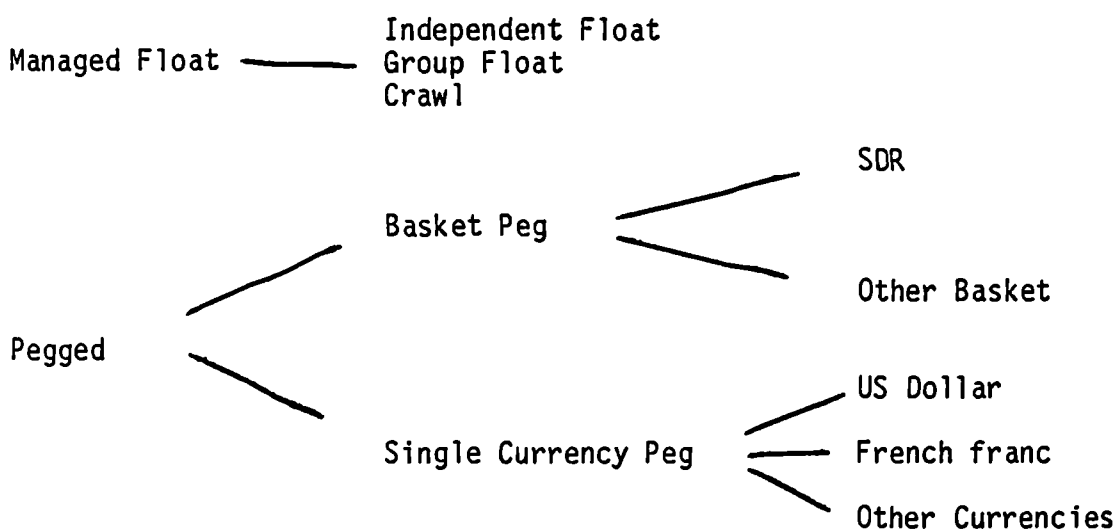 Independent Float
Managed Float
Group Float
Crawl
SDR
Basket Peg
Other Basket
Pegged
US Dollar
Single Currency Peg
French franc
Other Currencies